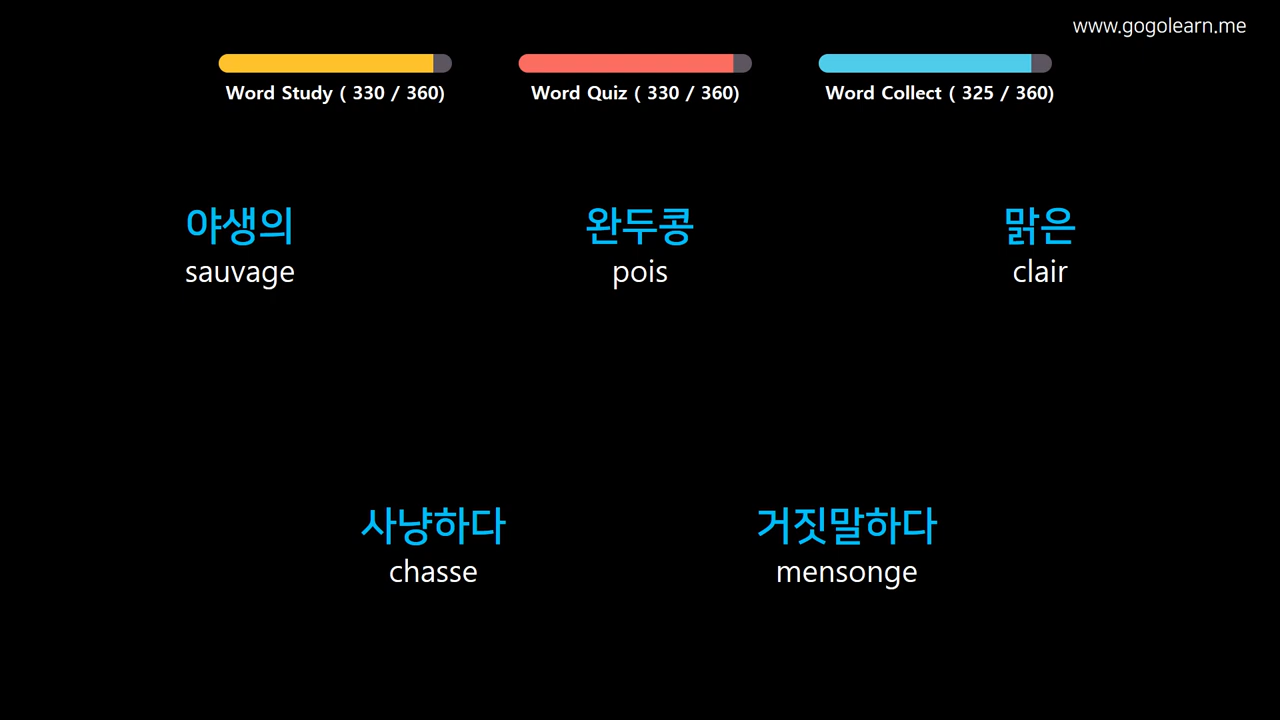 www.gogolearn.me
Word Study ( 330 / 360)
Word Quiz ( 330 / 360)
Word Collect ( 325 / 360)
야생의
sauvage
완두콩
pois
맑은
clair
사냥하다
chasse
거짓말하다
mensonge